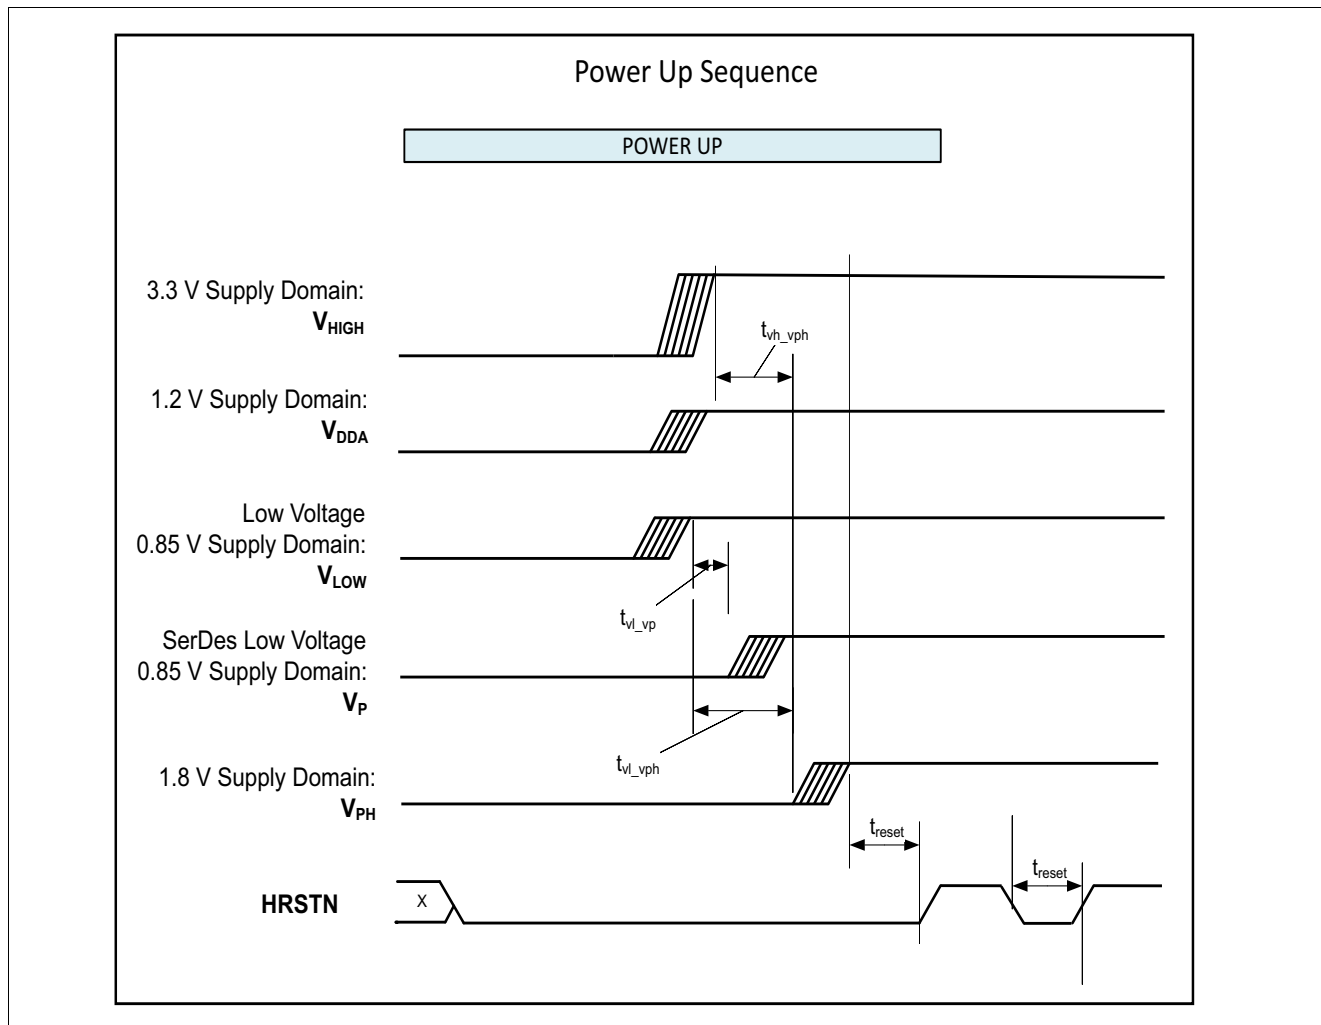 Power Up Sequence
POWER UP
3.3 V Supply Domain:
VHIGH
tvh_vph
1.2 V Supply Domain:
VDDA
Low Voltage
0.85 V Supply Domain:
VLOW
tvl_vp
SerDes Low Voltage
0.85 V Supply Domain:
VP
tvl_vph
1.8 V Supply Domain:
VPH
treset
treset
HRSTN
X